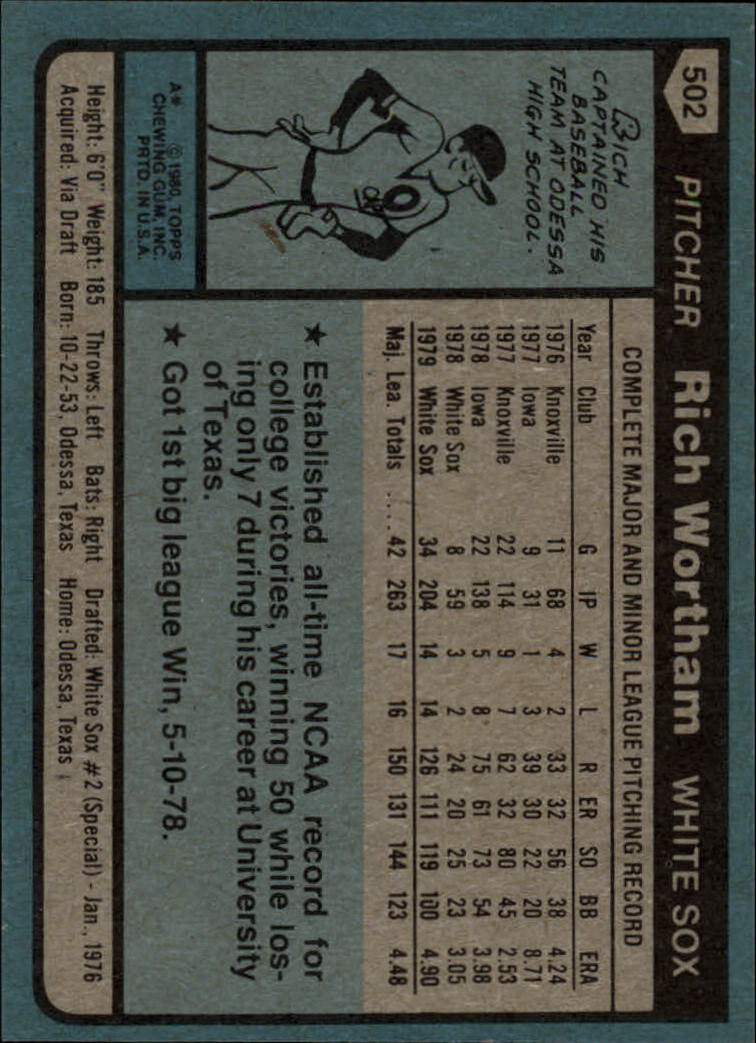 502 PITCHER Rich Wortham WHITE SOX
Rich
CAPTAINED HIS
BASEBALL
TEAM AT ODESSA
HIGH SCHOOL.
A* © 1980, TOPPS
CHEWING GUM, INC.
PRTD. IN U.S.A.
COMPLETE MAJOR AND MINOR LEAGUE PITCHING RECORD
Year Club G IP W L R ER SO BB ERA
1976 Knoxville 11 68 4 2 33 32 56 38 4.24
1977 Iowa 9 31 1 3 39 30 22 20 8.71
1977 Knoxville 22 114 9 7 62 32 80 45 2.53
1978 Iowa 22 138 5 8 75 61 73 54 3.98
1978 White Sox 8 59 3 2 24 20 25 23 3.05
1979 White Sox 34 204 14 14 126 111 119 100 4.90
Maj. Lea. Totals .... 42 263 17 16 150 131 144 123 4.48
★ Established all-time NCAA record for
college victories, winning 50 while los-
ing only 7 during his career at University
of Texas.
★ Got 1st big league Win, 5-10-78.
Height: 6'0" Weight: 185 Throws: Left Bats: Right Drafted: White Sox #2 (Special) - Jan., 1976
Acquired: Via Draft Born: 10-22-53, Odessa, Texas Home: Odessa, Texas